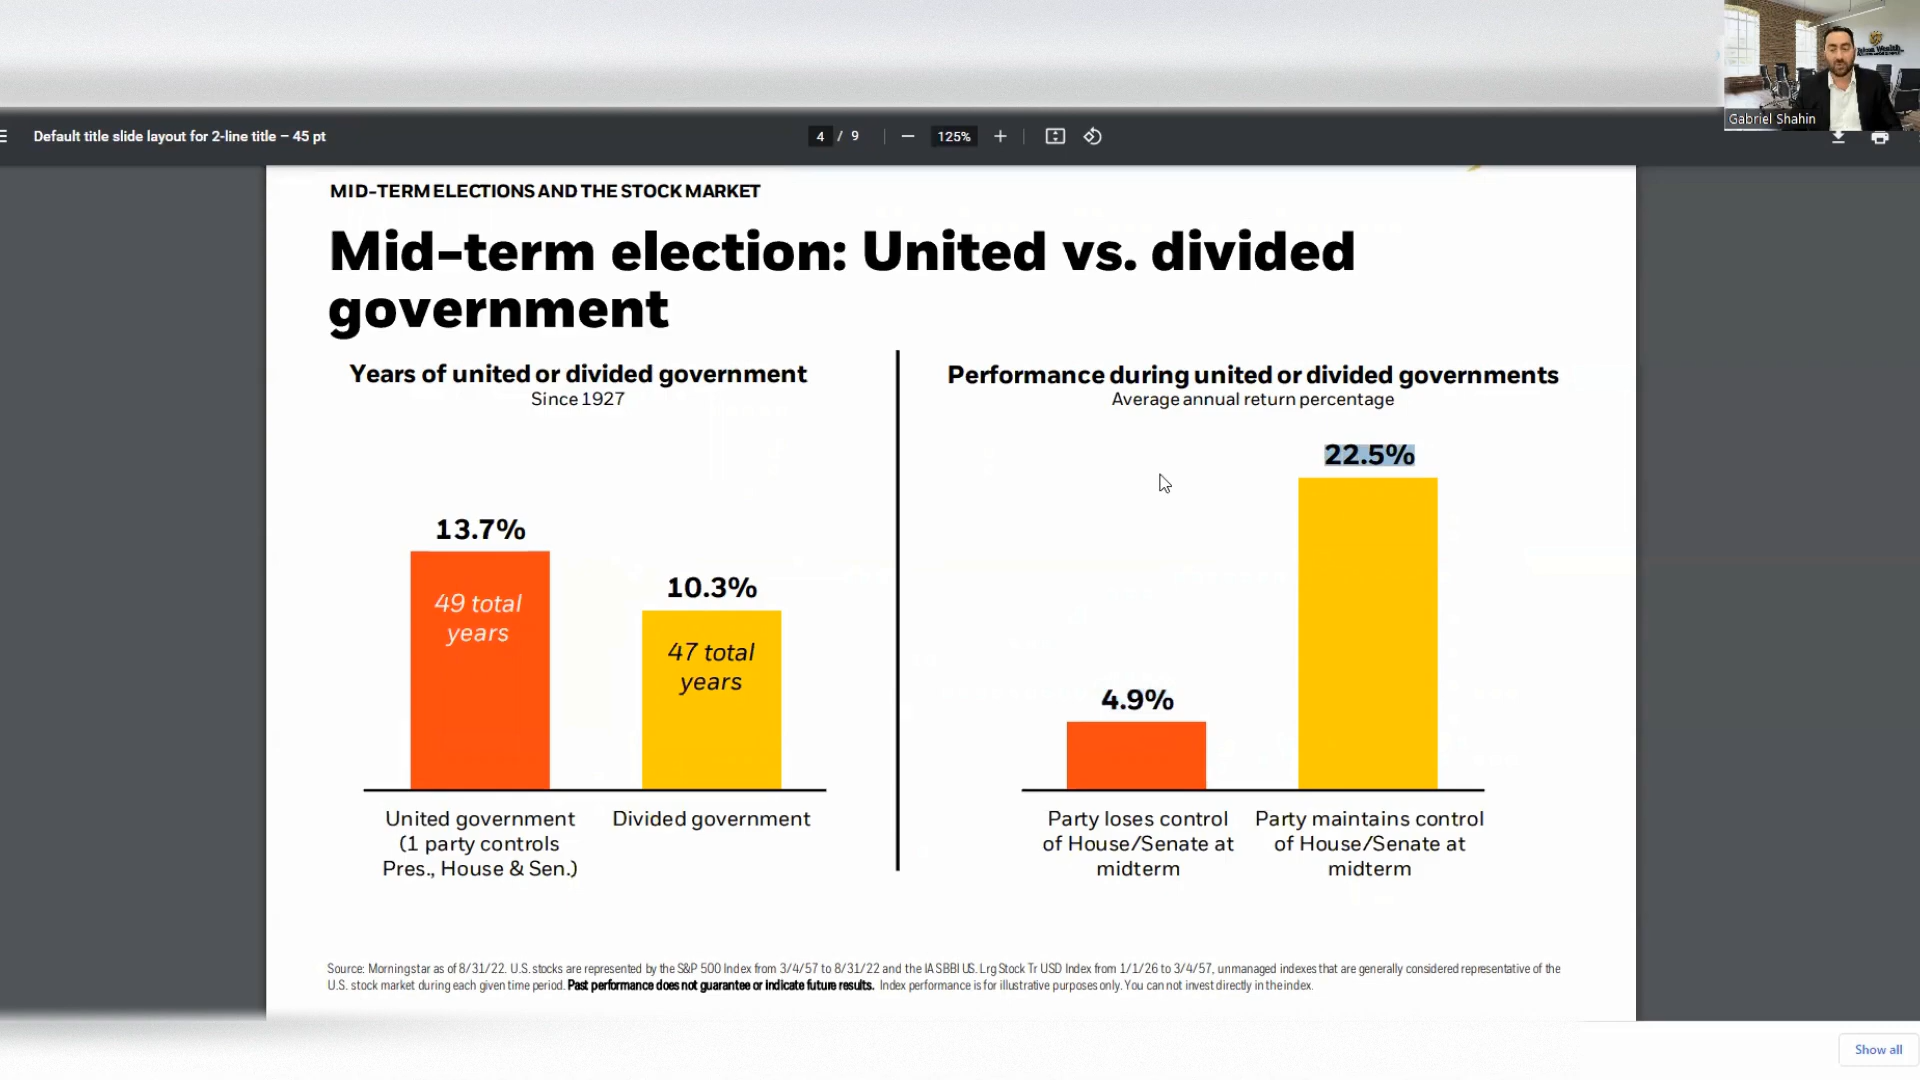 Gabriel Shahin
Default title slide layout for 2-line title – 45 pt
4 / 9
125%
MID-TERM ELECTIONS AND THE STOCK MARKET
Mid-term election: United vs. divided
government
Years of united or divided government
Since 1927
13.7%
49 total
years
10.3%
47 total
years
United government
(1 party controls
Pres., House & Sen.)
Divided government
Performance during united or divided governments
Average annual return percentage
22.5%
4.9%
Party loses control
of House/Senate at
midterm
Party maintains control
of House/Senate at
midterm
Source: Morningstar as of 8/31/22. U.S. stocks are represented by the S&P 500 Index from 3/4/57 to 8/31/22 and the IA SBBI US. Lrg Stock Tr USD Index from 1/1/26 to 3/4/57, unmanaged indexes that are generally considered representative of the
U.S. stock market during each given time period. Past performance does not guarantee or indicate future results. Index performance is for illustrative purposes only. You can not invest directly in the index.
Show all